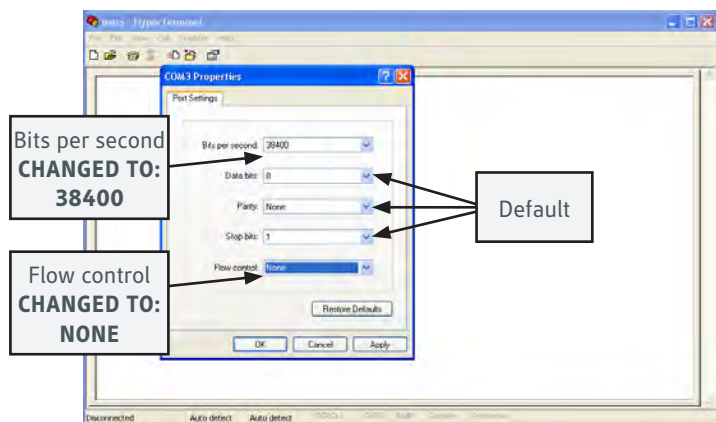 HyperTerminal
COM3 Properties
Port Settings
Bits per second: 38400
Data bits: 8
Parity: None
Stop bits: 1
Flow control: None
Restore Defaults
OK Cancel Apply
Bits per second
CHANGED TO:
38400
Flow control
CHANGED TO:
NONE
Default
Disconnected Auto detect Auto detect